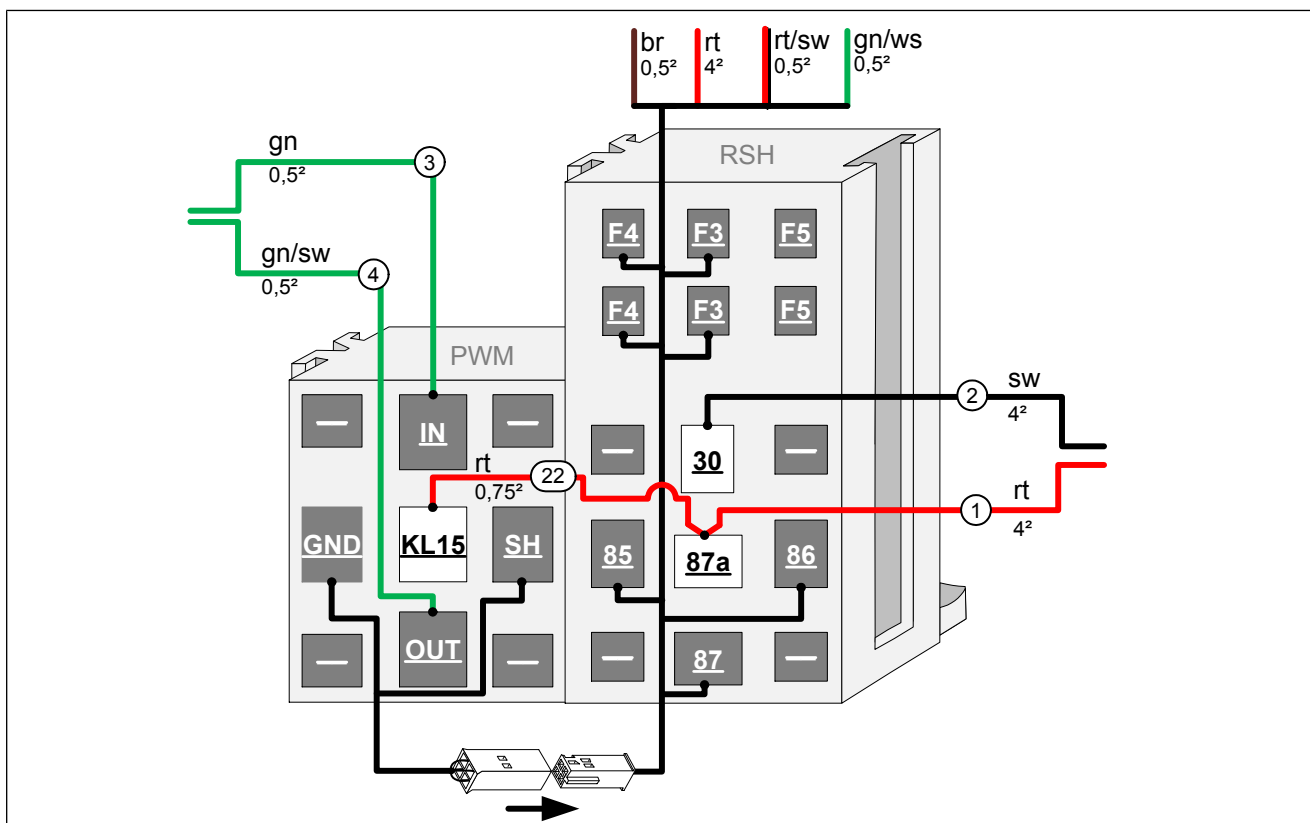 br rt rt/sw gn/ws
0,5² 4² 0,5² 0,5²
gn 3
0,5²
RSH
F4 F3 F5
gn/sw 4
0,5²
F4 F3 F5
PWM
2 sw
4²
— IN — — 30 —
rt 22
0,75²
1 rt
4²
GND KL15 SH 85 87a 86
— OUT — — 87 —